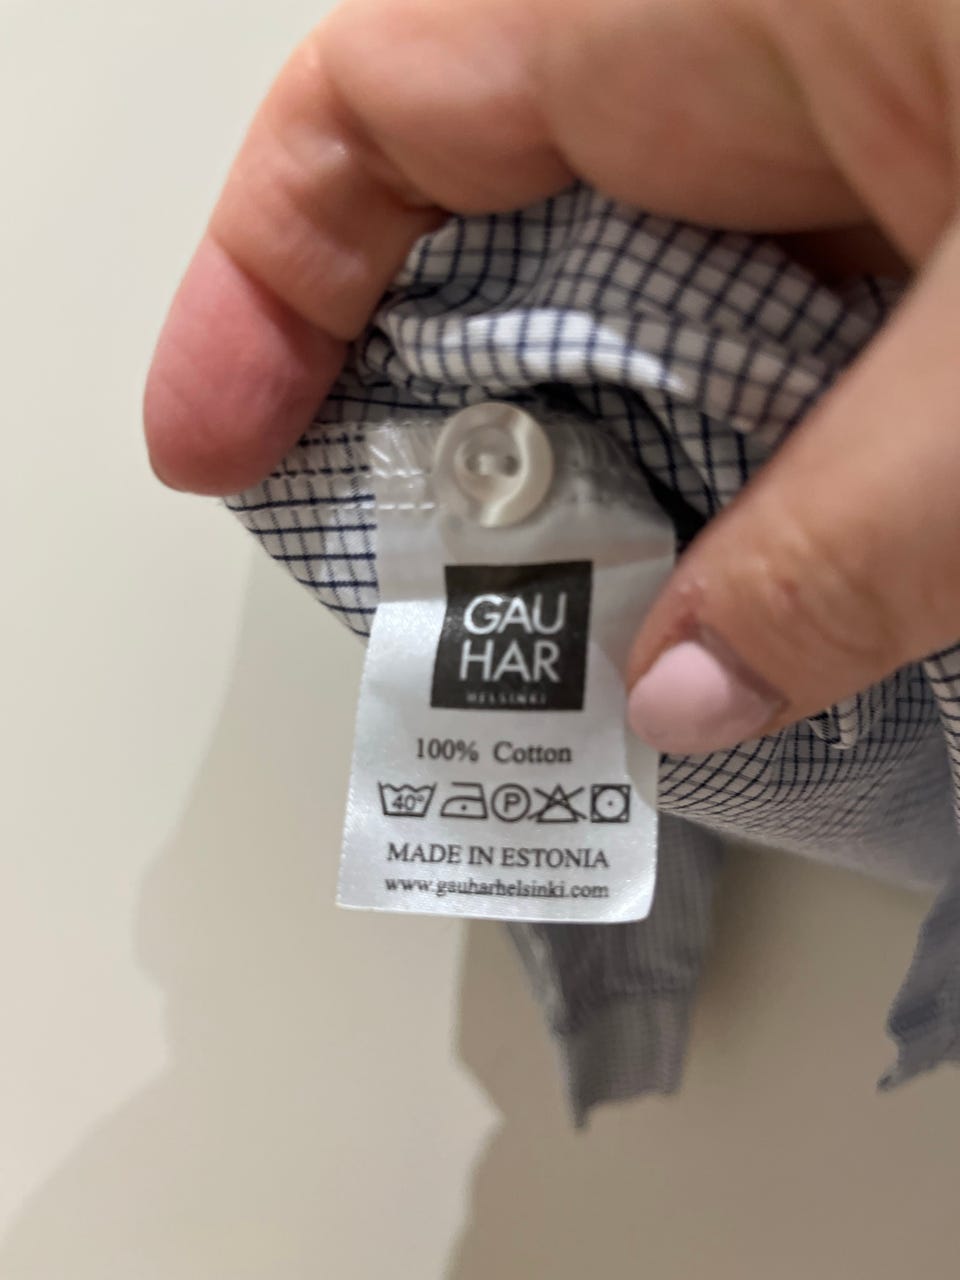 GAU
HAR
HELSINKI
100% Cotton
40°
P
MADE IN ESTONIA
www.gauharhelsinki.com